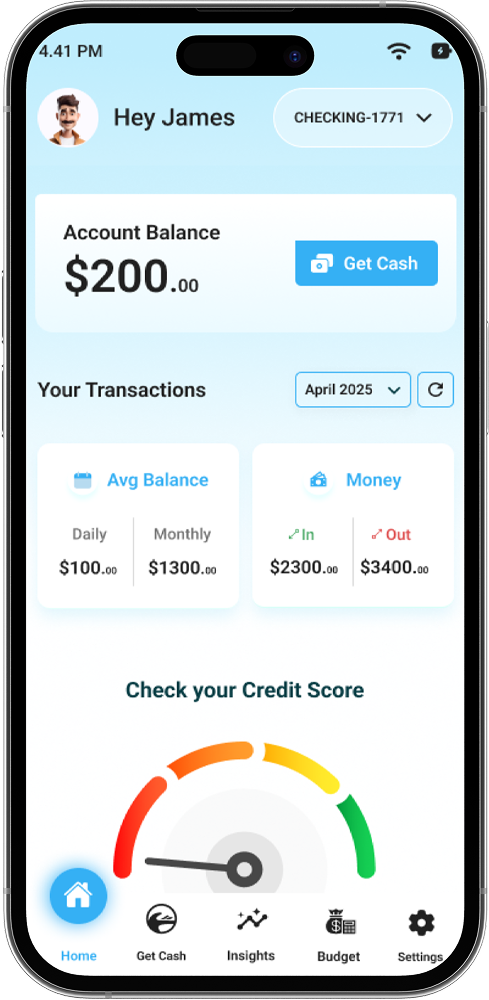 4.41 PM
Hey James
CHECKING-1771
Account Balance
$200.00
Get Cash
Your Transactions
April 2025
Avg Balance
Money
Daily
Monthly
In
Out
$100.00
$1300.00
$2300.00
$3400.00
Check your Credit Score
Home
Get Cash
Insights
Budget
Settings